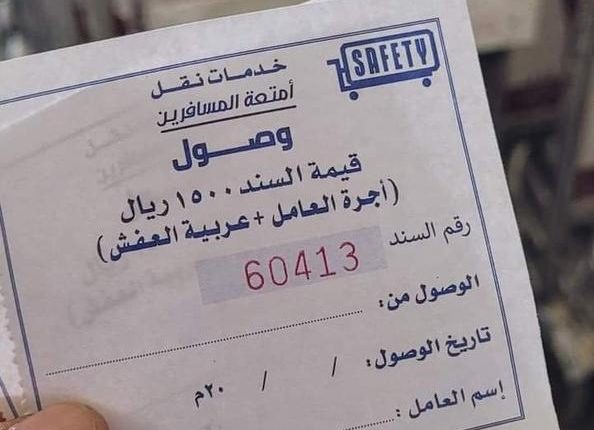 SAFETY
خدمات نقل
أمتعة المسافرين
وصول
قيمة السند ١٥٠٠ ريال
(أجرة العامل + عربية العفش)
رقم السند 60413
الوصول من: ........................
تاريخ الوصول: / / ٢٠م
إسم العامل : ........................